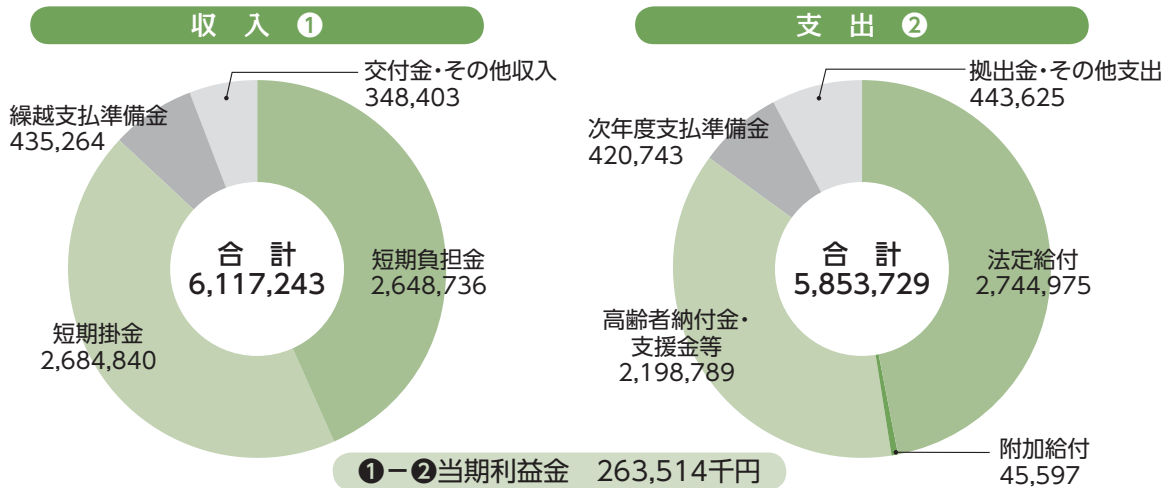 収 入 ❶
交付金・その他収入
348,403
繰越支払準備金
435,264
合 計
6,117,243
短期負担金
2,648,736
短期掛金
2,684,840
支 出 ❷
拠出金・その他支出
443,625
次年度支払準備金
420,743
合 計
5,853,729
法定給付
2,744,975
高齢者納付金・
支援金等
2,198,789
附加給付
45,597
❶－❷当期利益金 263,514千円